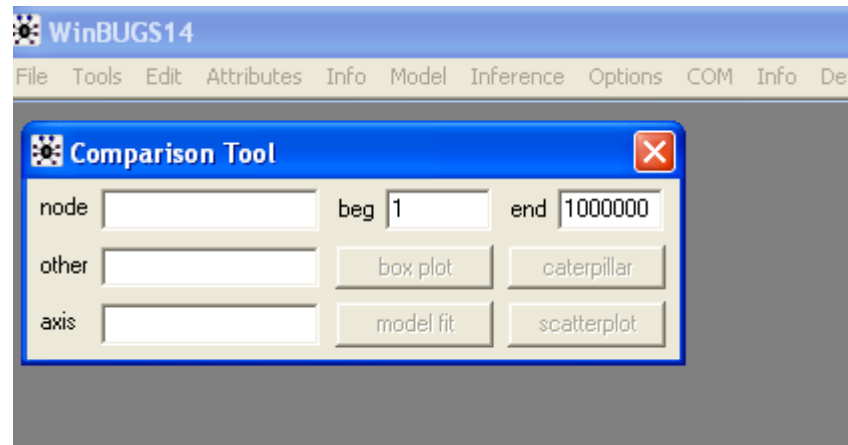 WinBUGS14
File Tools Edit Attributes Info Model Inference Options COM Info
Comparison Tool
node beg 1 end 1000000
other box plot caterpillar
axis model fit scatterplot